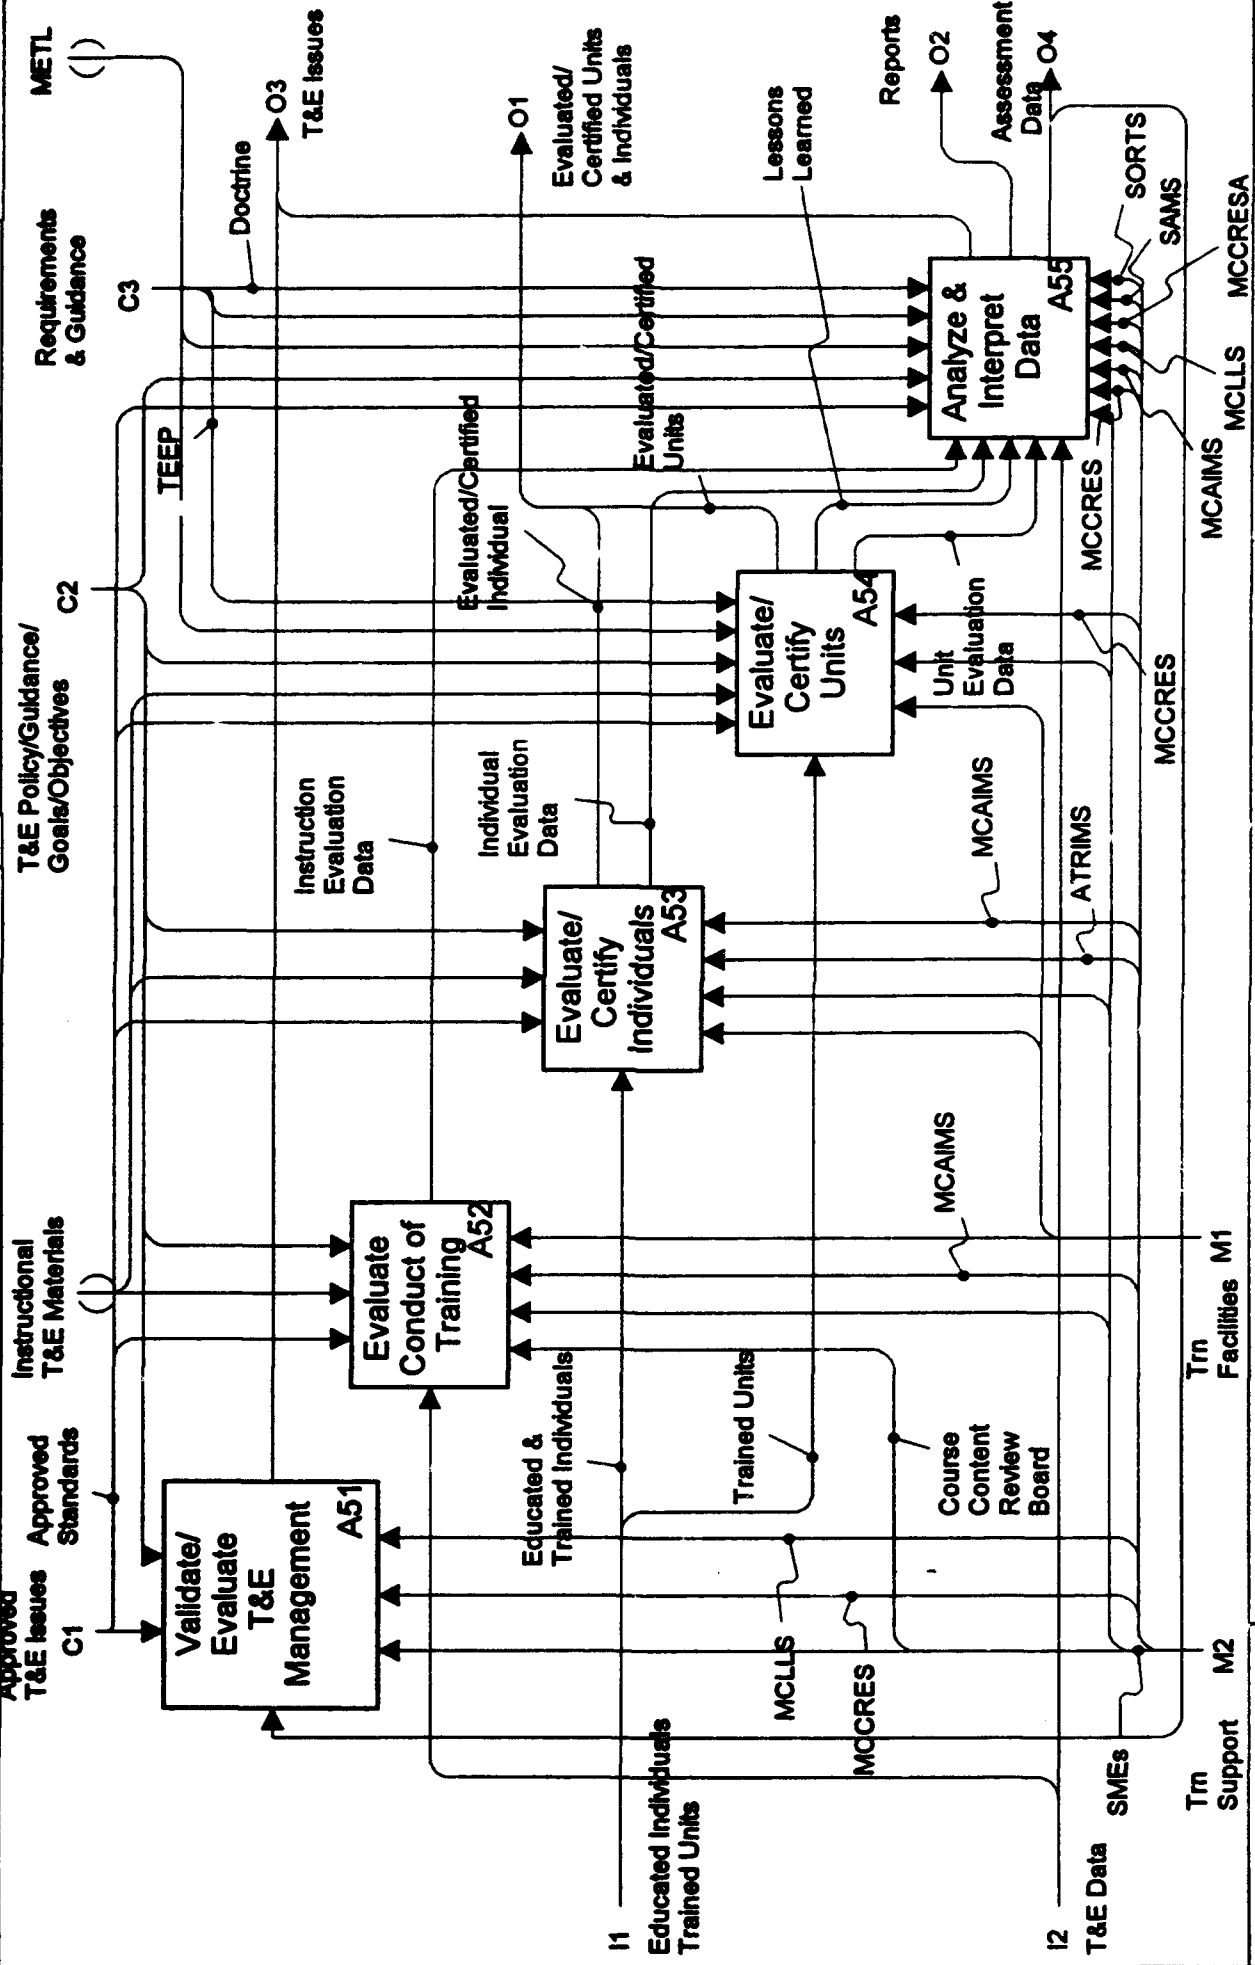 Approved
T&E Issues
C1
Approved
Standards
Instructional
T&E Materials
T&E Policy/Guidance/
Goals/Objectives
C2
Requirements
& Guidance
C3
METL
Doctrine
TEEP
O3
T&E Issues
O1
Evaluated/
Certified Units
& Individuals
Reports
O2
Assessment
Data
O4
Validate/
Evaluate
T&E
Management
A51
Evaluate
Conduct of
Training
A52
Evaluate/
Certify
Individuals
A53
Evaluate/
Certify
Units
A54
Analyze &
Interpret
Data
A55
Instruction
Evaluation
Data
Individual
Evaluation
Data
Evaluated/Certified
Individual
Evaluated/Certified
Units
Lessons
Learned
Unit
Evaluation
Data
Educated &
Trained Individuals
Trained Units
Course
Content
Review
Board
MCLLS
MCCRES
MCAIMS
MCAIMS
ATRIMS
MCCRES
MCCRES
MCAIMS
MCLLS
MCCRESA
SAMS
SORTS
I1
Educated Individuals
Trained Units
I2
T&E Data
SMEs
Trn
Support
M2
Trn
Facilities
M1